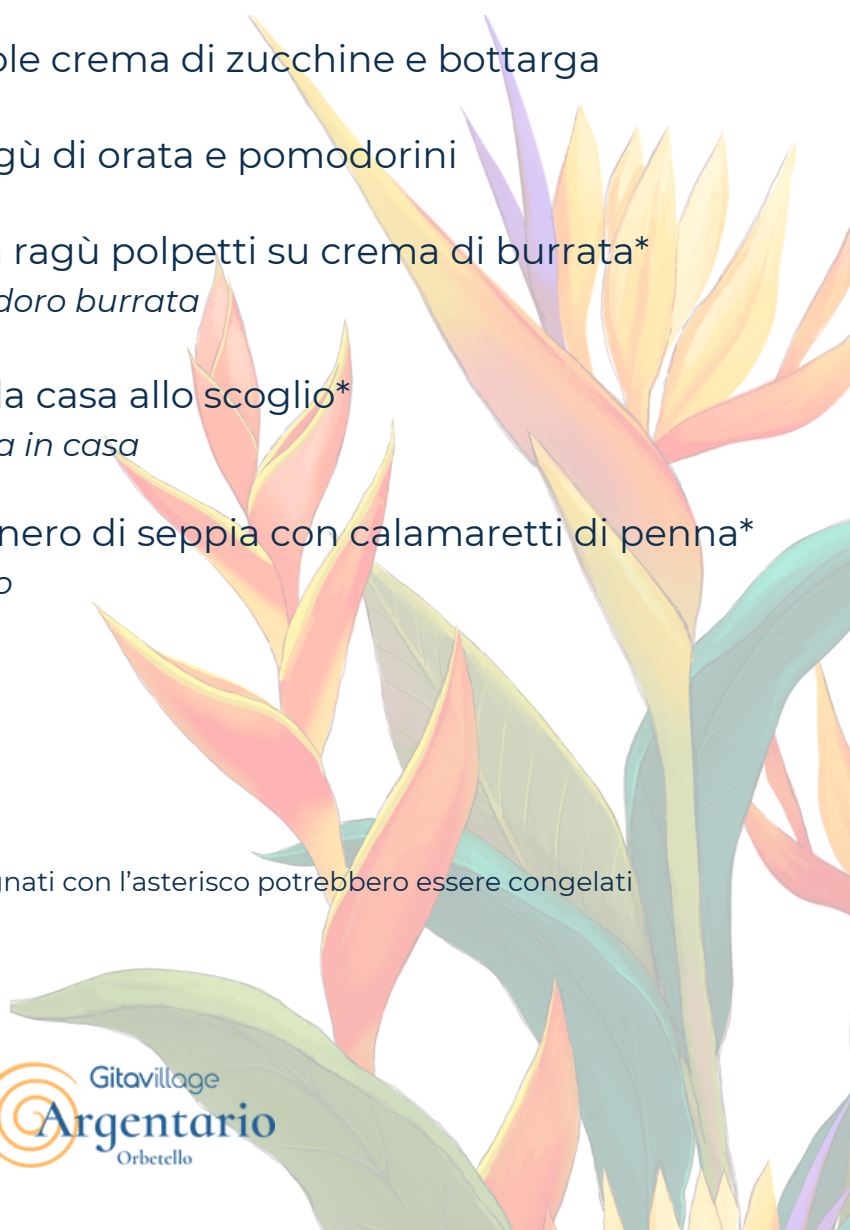 ole crema di zucchine e bottarga
gù di orata e pomodorini
ragù polpetti su crema di burrata*
doro burrata
la casa allo scoglio*
a in casa
nero di seppia con calamaretti di penna*
o
gnati con l’asterisco potrebbero essere congelati
Gitavillage
Argentario
Orbetello